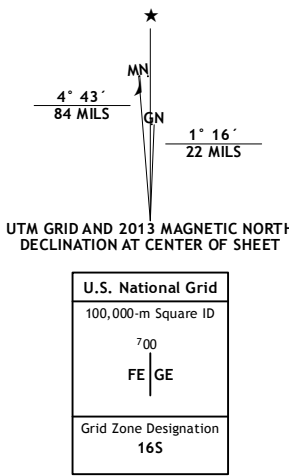 ★
MN
4° 43´
84 MILS
GN
1° 16´
22 MILS
UTM GRID AND 2013 MAGNETIC NORTH
DECLINATION AT CENTER OF SHEET
U.S. National Grid
100,000-m Square ID
⁷00
FE GE
Grid Zone Designation
16S